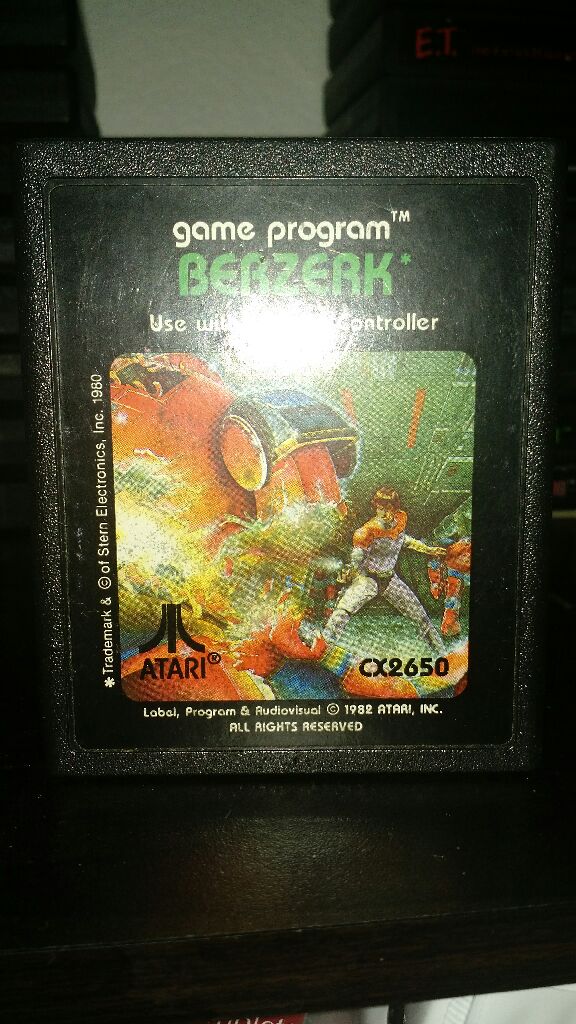 E.T.
game program™
BERZERK*
Use controller
*Trademark & © of Stern Electronics, Inc. 1980
ATARI®
CX2650
Label, Program & Audiovisual © 1982 ATARI, INC.
ALL RIGHTS RESERVED